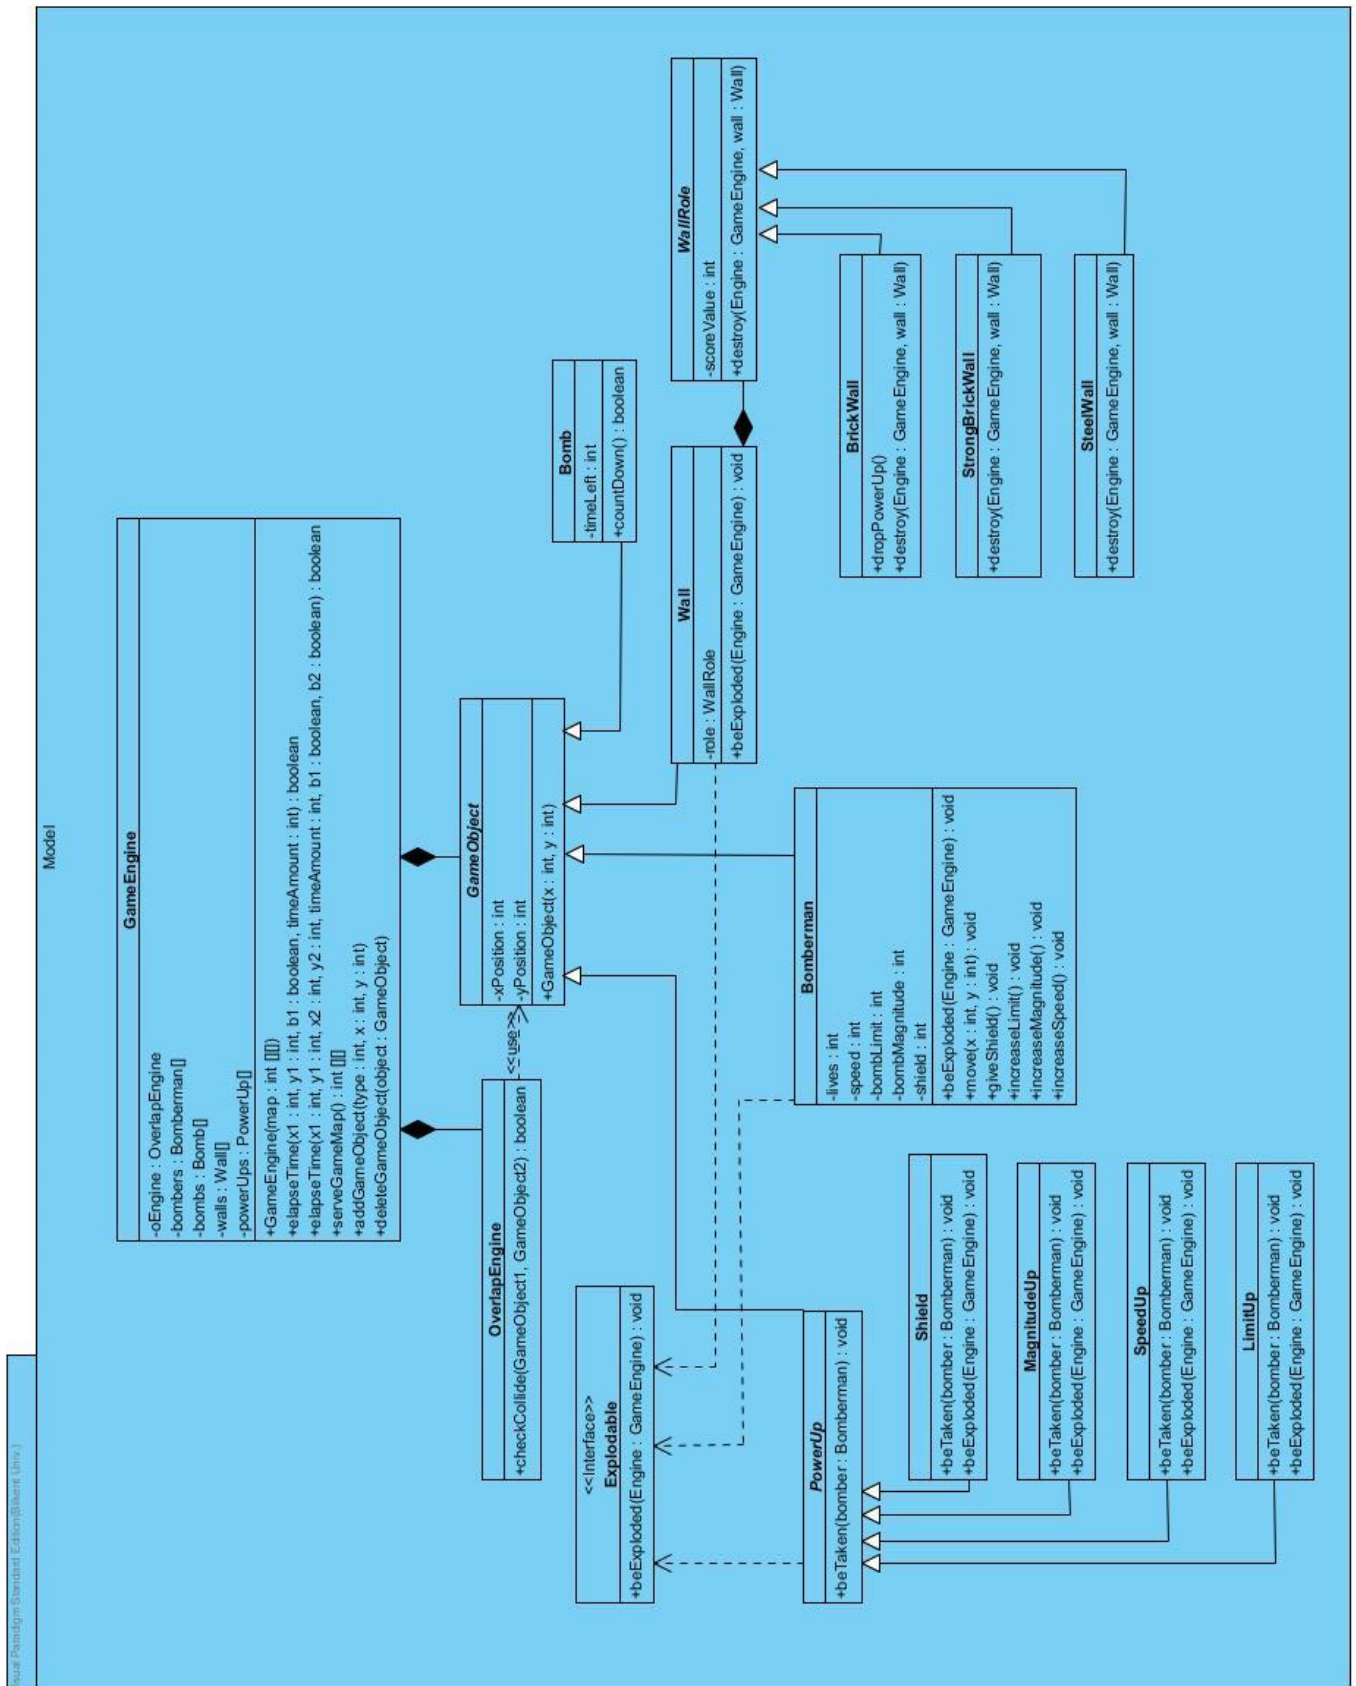 Visual Paradigm Standard Edition(Bilkent Univ.)
Model
GameEngine
-oEngine : OverlapEngine
-bombers : Bomberman[]
-bombs : Bomb[]
-walls : Wall[]
-powerUps : PowerUp[]
+GameEngine(map : int [][])
+elapseTime(x1 : int, y1 : int, b1 : boolean, timeAmount : int) : boolean
+elapseTime(x1 : int, y1 : int, x2 : int, y2 : int, timeAmount : int, b1 : boolean, b2 : boolean) : boolean
+serveGameMap() : int [][]
+addGameObject(type : int, x : int, y : int)
+deleteGameObject(object : GameObject)
OverlapEngine
+checkCollide(GameObject1, GameObject2) : boolean
<<use>>
GameObject
-xPosition : int
-yPosition : int
+GameObject(x : int, y : int)
Bomb
-timeLeft : int
+countDown() : boolean
<<Interface>>
Explodable
+beExploded(Engine : GameEngine) : void
Wall
-role : WallRole
+beExploded(Engine : GameEngine) : void
WallRole
-scoreValue : int
+destroy(Engine : GameEngine, wall : Wall)
PowerUp
+beTaken(bomber : Bomberman) : void
Bomberman
-lives : int
-speed : int
-bombLimit : int
-bombMagnitude : int
-shield : int
+beExploded(Engine : GameEngine) : void
+move(x : int, y : int) : void
+giveShield() : void
+increaseLimit() : void
+increaseMagnitude() : void
+increaseSpeed() : void
BrickWall
+dropPowerUp()
+destroy(Engine : GameEngine, wall : Wall)
StrongBrickWall
+destroy(Engine : GameEngine, wall : Wall)
SteelWall
+destroy(Engine : GameEngine, wall : Wall)
Shield
+beTaken(bomber : Bomberman) : void
+beExploded(Engine : GameEngine) : void
MagnitudeUp
+beTaken(bomber : Bomberman) : void
+beExploded(Engine : GameEngine) : void
SpeedUp
+beTaken(bomber : Bomberman) : void
+beExploded(Engine : GameEngine) : void
LimitUp
+beTaken(bomber : Bomberman) : void
+beExploded(Engine : GameEngine) : void